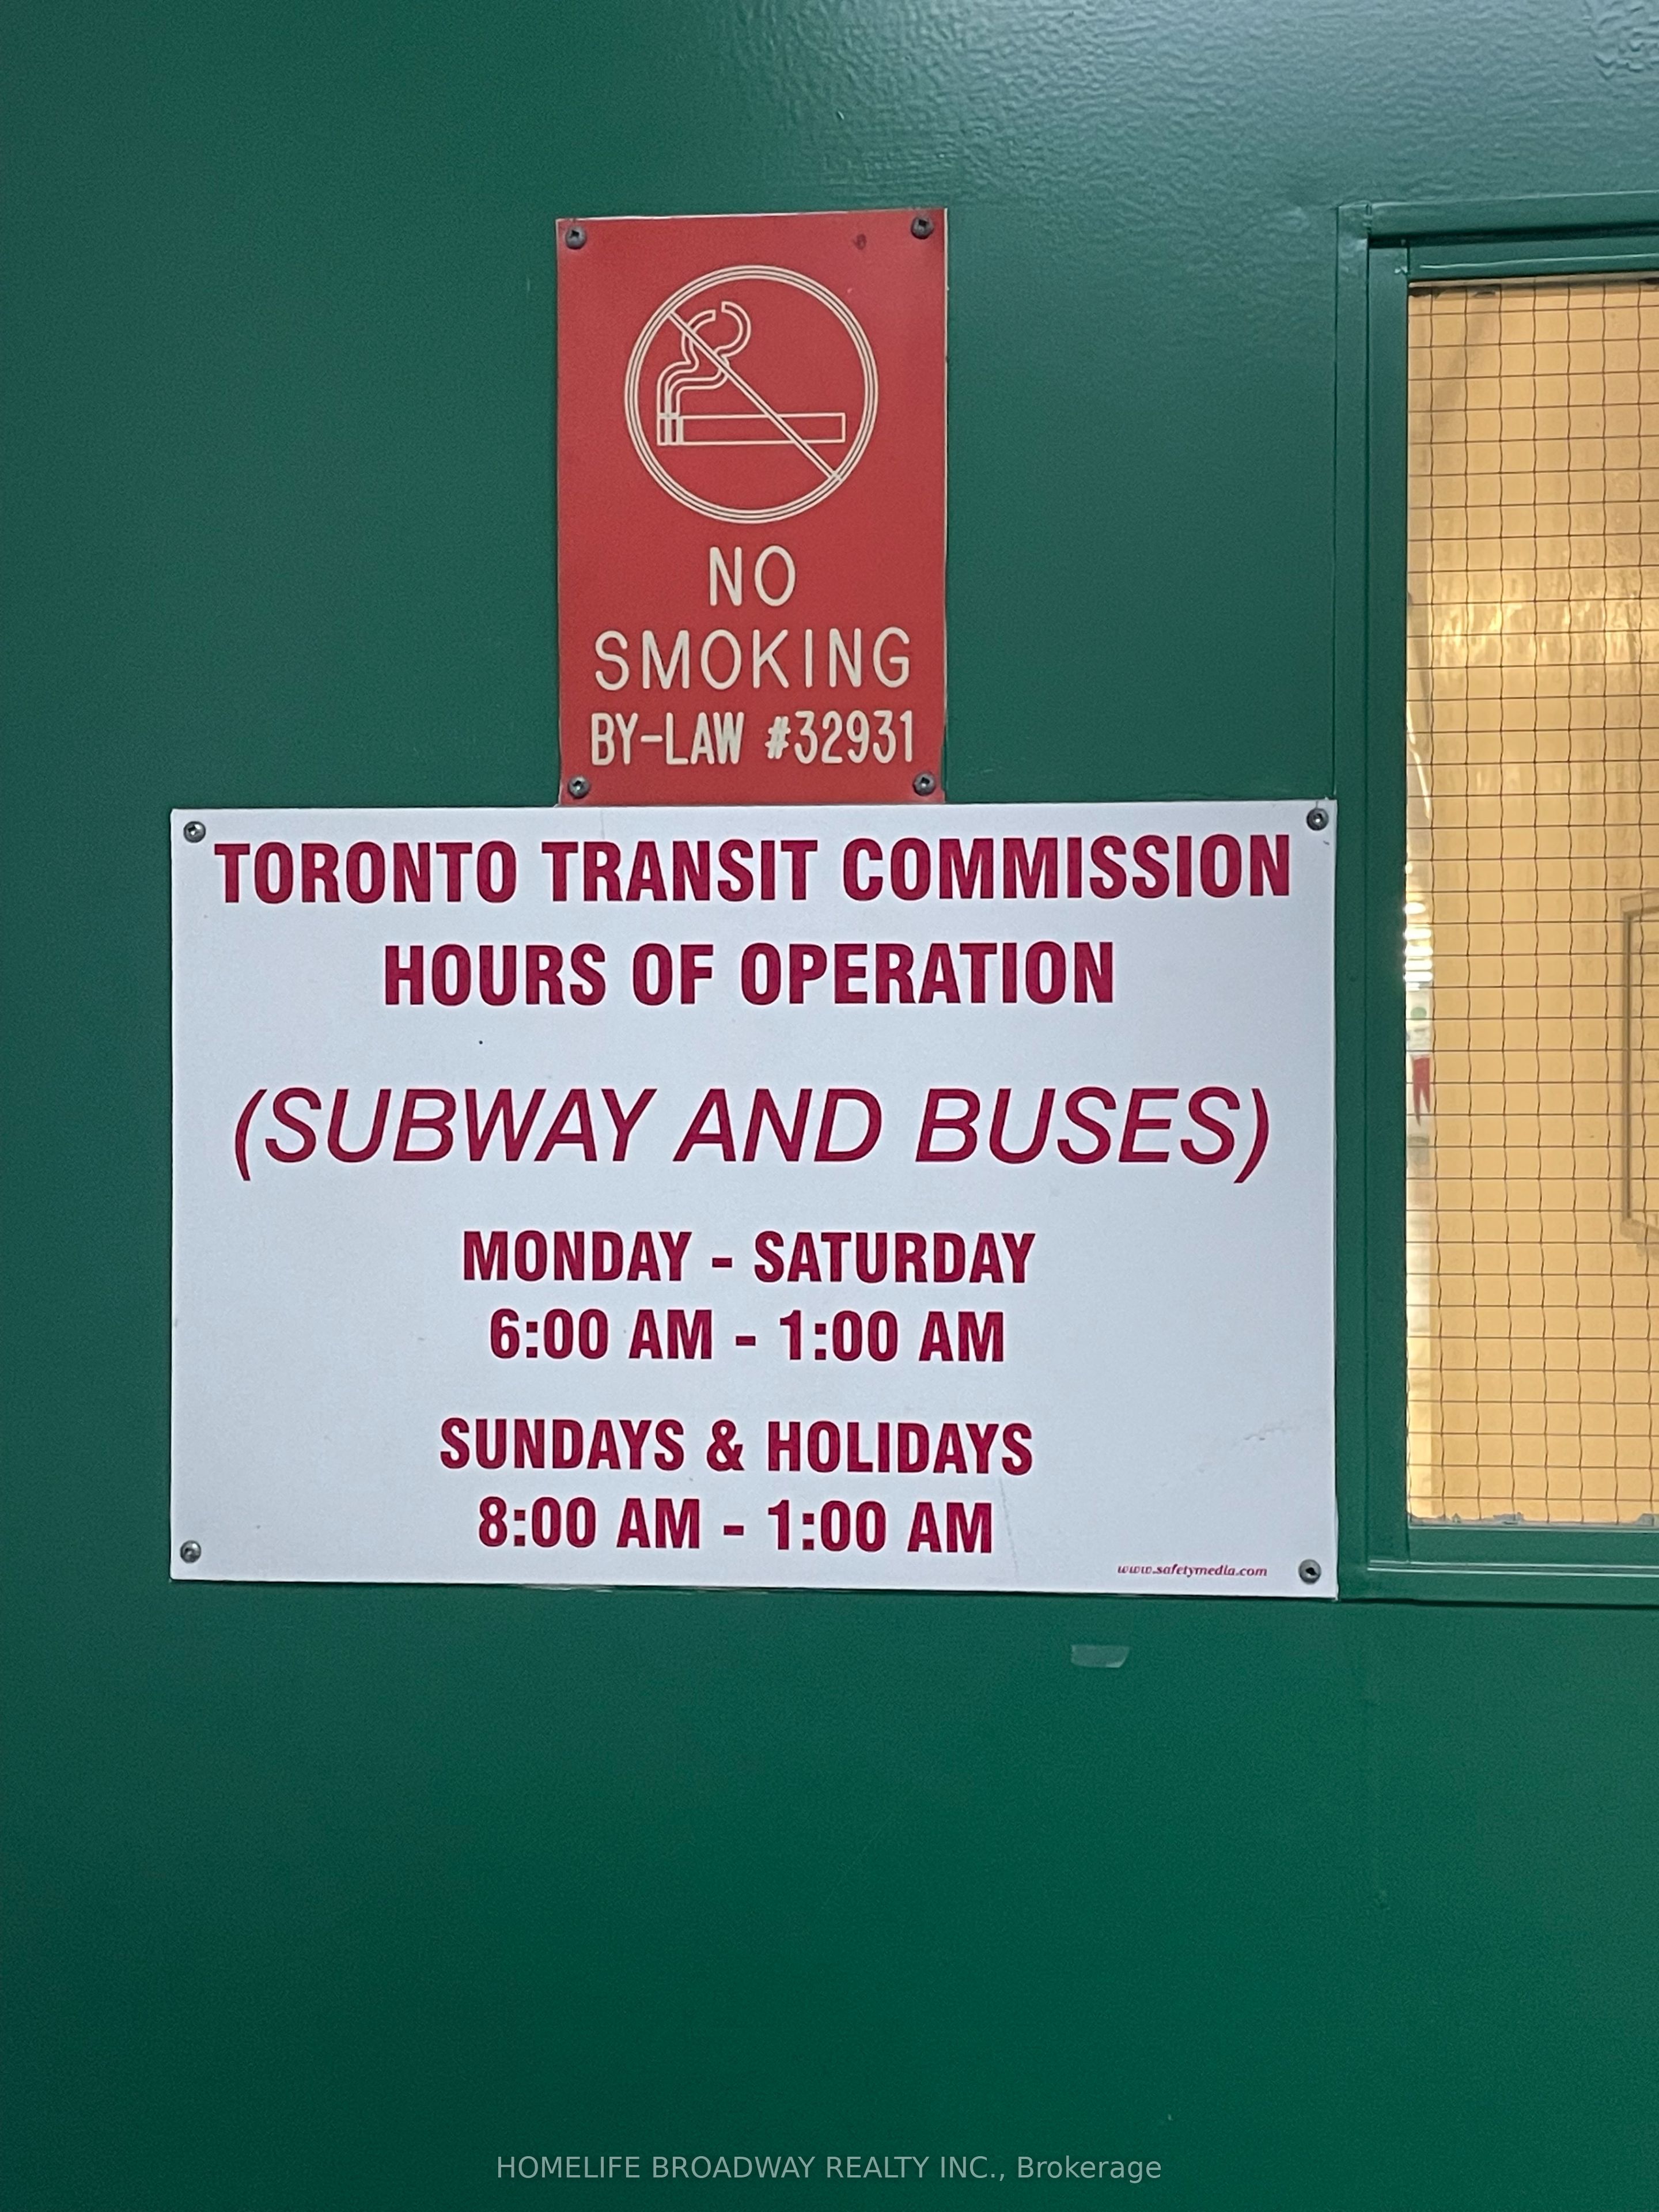 NO
SMOKING
BY-LAW #32931
TORONTO TRANSIT COMMISSION
HOURS OF OPERATION
(SUBWAY AND BUSES)
MONDAY - SATURDAY
6:00 AM - 1:00 AM
SUNDAYS & HOLIDAYS
8:00 AM - 1:00 AM
www.safetymedia.com
HOMELIFE BROADWAY REALTY INC., Brokerage